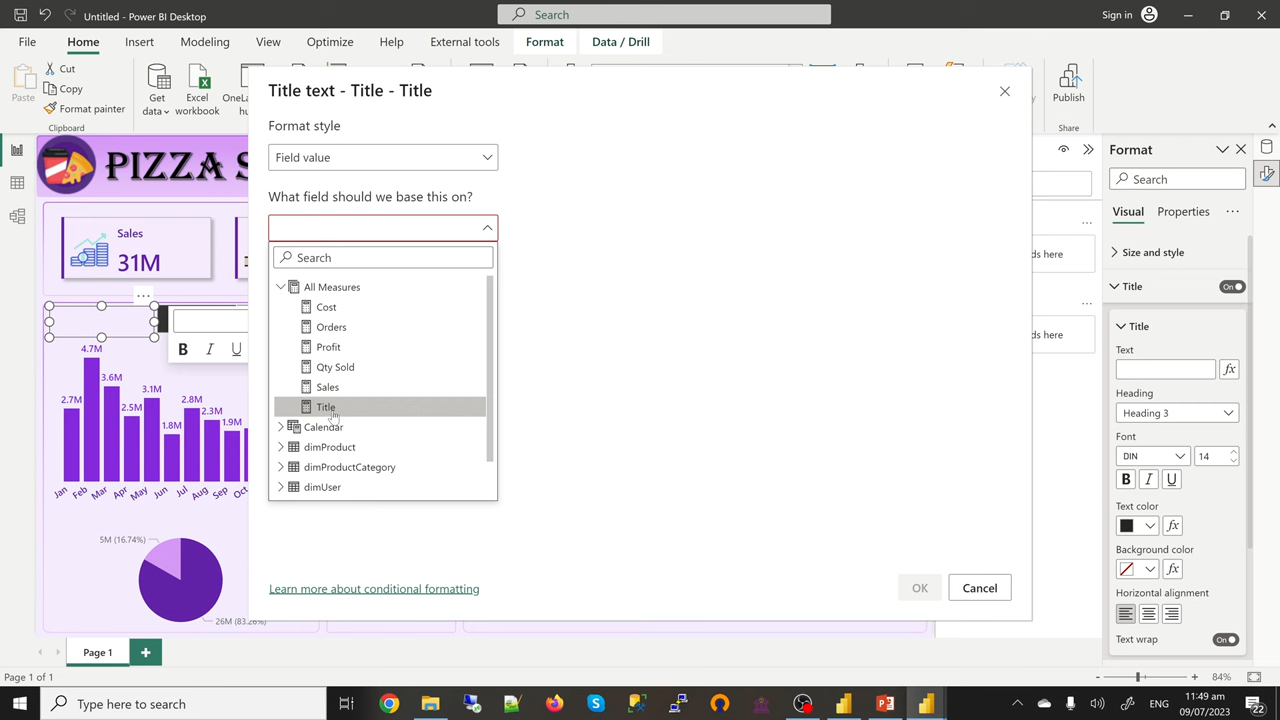 Untitled - Power BI Desktop
Search
Sign in
File
Home
Insert
Modeling
View
Optimize
Help
External tools
Format
Data / Drill
Paste
Cut
Copy
Format painter
Clipboard
Get
data
Excel
workbook
OneLa
hu
Publish
Share
Title text - Title - Title
Format style
Field value
What field should we base this on?
Search
All Measures
Cost
Orders
Profit
Qty Sold
Sales
Title
Calendar
dimProduct
dimProductCategory
dimUser
Learn more about conditional formatting
OK
Cancel
PIZZA S
Sales
31M
B I U
4.7M
3.6M
2.7M
2.5M
3.1M
1.8M
2.8M
2.3M
1.9M
Jan Feb Mar Apr May Jun Jul Aug Sep Oct
5M (16.74%)
26M (83.26%)
ds here
ds here
Format
Search
Visual
Properties
Size and style
Title
On
Title
Text
fx
Heading
Heading 3
Font
DIN
14
B I U
Text color
fx
Background color
fx
Horizontal alignment
Text wrap
On
Page 1
Page 1 of 1
84%
Type here to search
ENG
11:49 am
09/07/2023
22